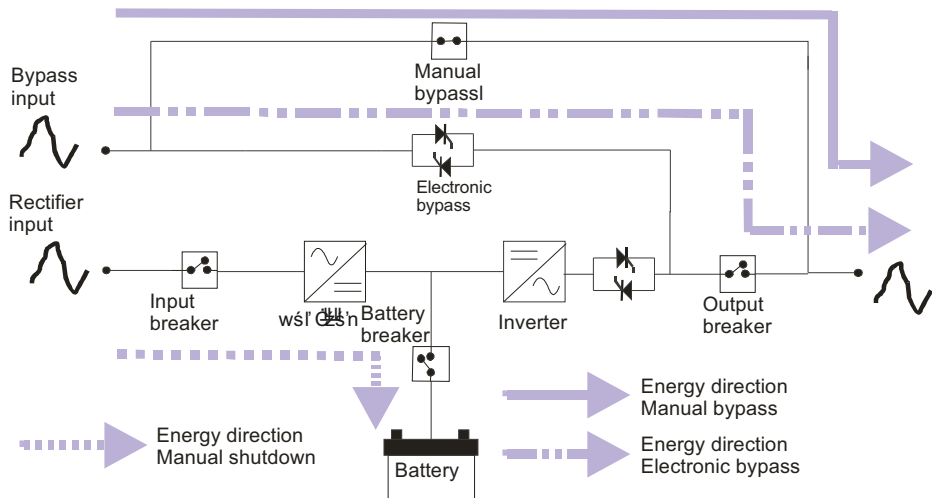 Bypass
input
Manual
bypassl
Electronic
bypass
Rectifier
input
Input
breaker
Battery
breaker
Inverter
Output
breaker
Battery
Energy direction
Manual shutdown
Energy direction
Manual bypass
Energy direction
Electronic bypass